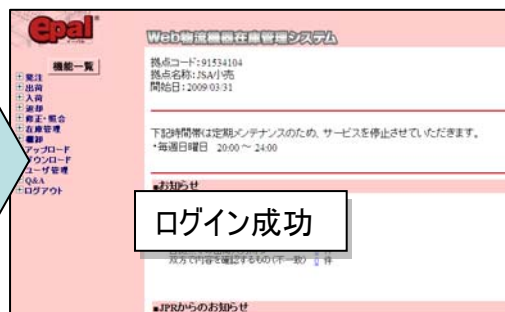 epal
機能一覧
発注
出荷
入荷
返却
修正・照会
在庫管理
棚卸
アップロード
ダウンロード
ユーザ管理
Q&A
ログアウト
Web物流機器在庫管理システム
拠点コード:91534104
拠点名称:JSA小売
開始日:2009/03/31
下記時間帯は定期メンテナンスのため、サービスを停止させていただきます。
・毎週日曜日 20:00 ~ 24:00
■お知らせ
ログイン成功
双方で内容を確認するもの(不一致) 0 件
■JPRからのお知らせ